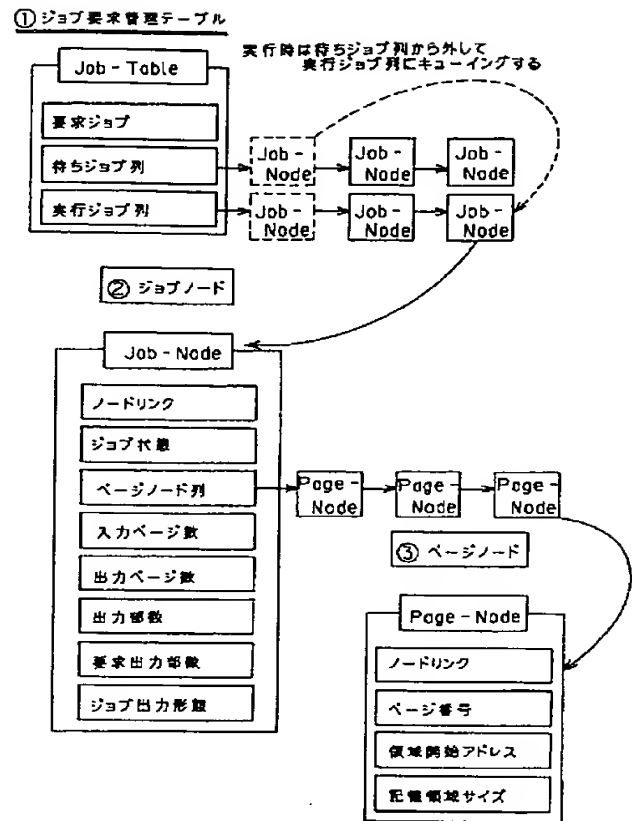 ① ジョブ要求管理テーブル
実行時は待ちジョブ列から外して
実行ジョブ列にキューイングする
Job - Table
要求ジョブ
待ちジョブ列
実行ジョブ列
Job - Node
Job - Node
Job - Node
Job - Node
Job - Node
Job - Node
② ジョブノード
Job - Node
ノードリンク
ジョブ状態
ページノード列
入力ページ数
出力ページ数
出力部数
要求出力部数
ジョブ出力形態
Page - Node
Page - Node
Page - Node
③ ページノード
Page - Node
ノードリンク
ページ番号
領域開始アドレス
記憶領域サイズ